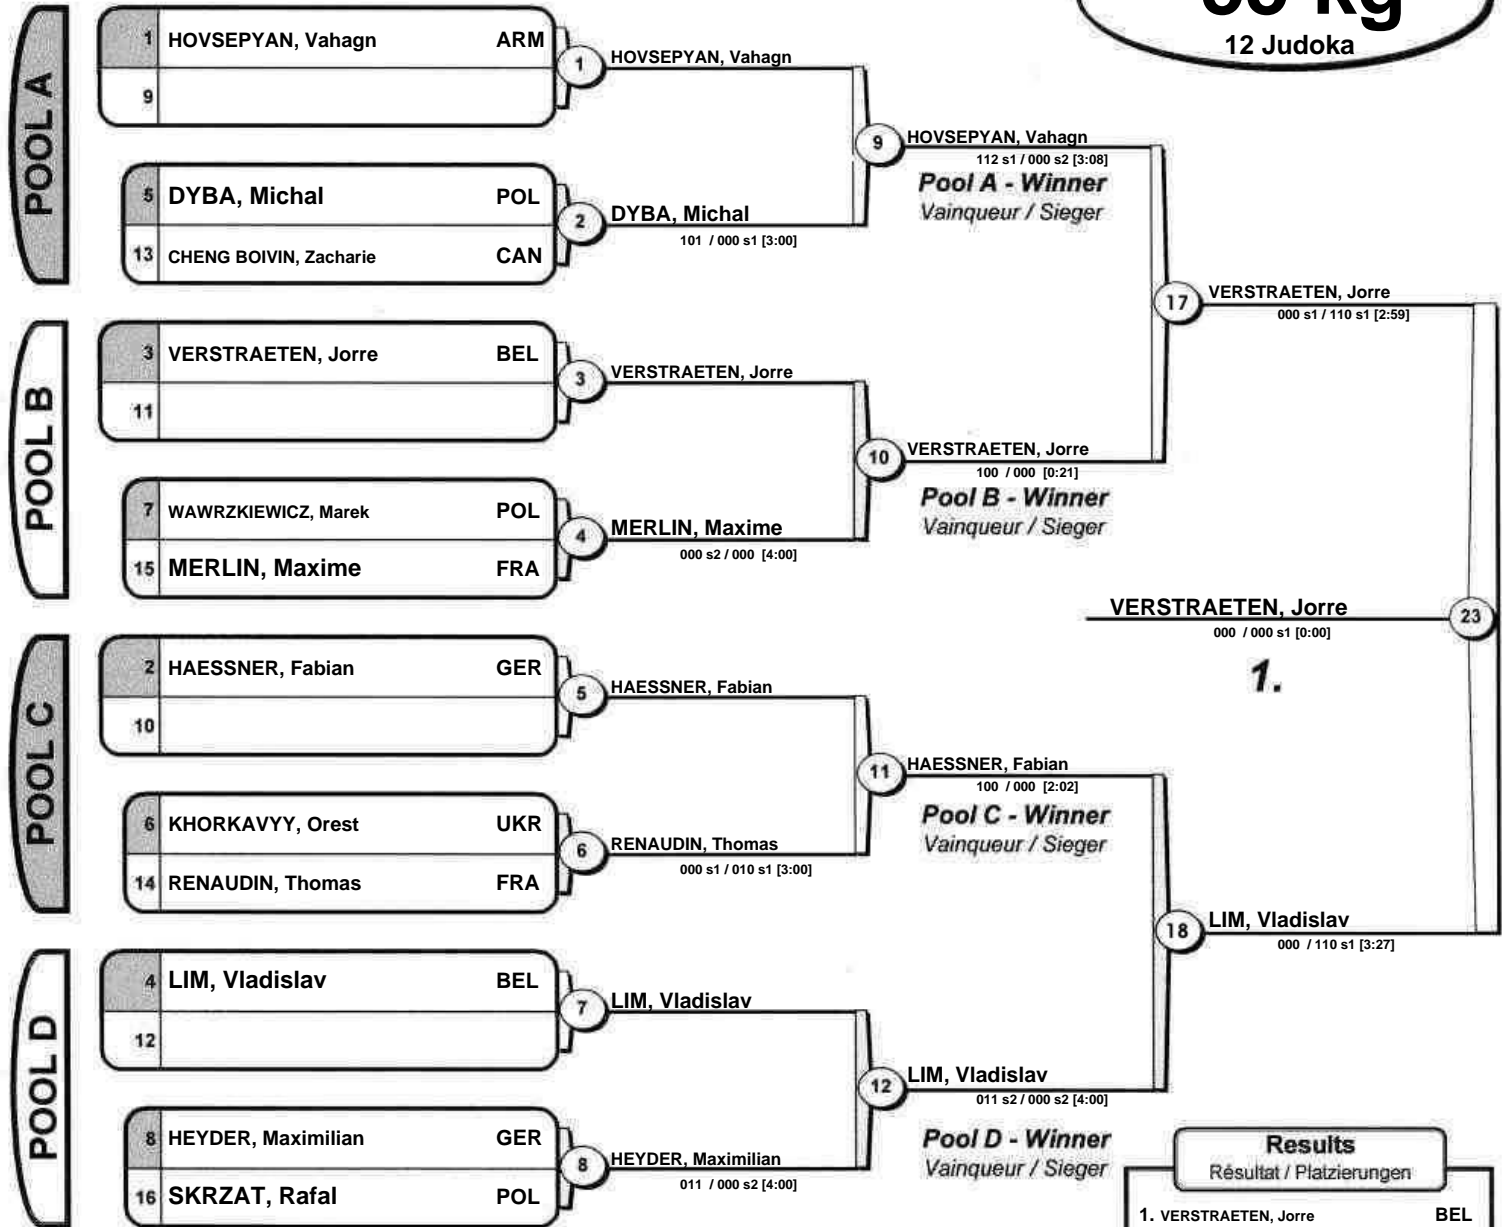 kg
12 Judoka
POOL A
1 HOVSEPYAN, Vahagn ARM
9
1
HOVSEPYAN, Vahagn
5 DYBA, Michal POL
13 CHENG BOIVIN, Zacharie CAN
2
DYBA, Michal
101 / 000 s1 [3:00]
9
HOVSEPYAN, Vahagn
112 s1 / 000 s2 [3:08]
Pool A - Winner
Vainqueur / Sieger
POOL B
3 VERSTRAETEN, Jorre BEL
11
3
VERSTRAETEN, Jorre
7 WAWRZKIEWICZ, Marek POL
15 MERLIN, Maxime FRA
4
MERLIN, Maxime
000 s2 / 000 [4:00]
10
VERSTRAETEN, Jorre
100 / 000 [0:21]
Pool B - Winner
Vainqueur / Sieger
17
VERSTRAETEN, Jorre
000 s1 / 110 s1 [2:59]
VERSTRAETEN, Jorre
000 / 000 s1 [0:00]
23
1.
POOL C
2 HAESSNER, Fabian GER
10
5
HAESSNER, Fabian
6 KHORKAVYY, Orest UKR
14 RENAUDIN, Thomas FRA
6
RENAUDIN, Thomas
000 s1 / 010 s1 [3:00]
11
HAESSNER, Fabian
100 / 000 [2:02]
Pool C - Winner
Vainqueur / Sieger
POOL D
4 LIM, Vladislav BEL
12
7
LIM, Vladislav
8 HEYDER, Maximilian GER
16 SKRZAT, Rafal POL
8
HEYDER, Maximilian
011 / 000 s2 [4:00]
12
LIM, Vladislav
011 s2 / 000 s2 [4:00]
Pool D - Winner
Vainqueur / Sieger
18
LIM, Vladislav
000 / 110 s1 [3:27]
Results
Résultat / Platzierungen
1. VERSTRAETEN, Jorre BEL